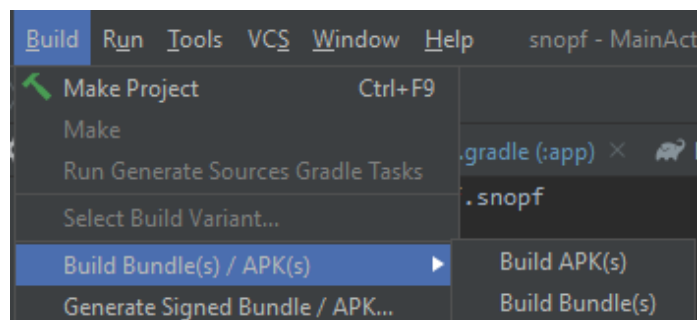 Build Run Tools VCS Window Help snopf - MainAct
Make Project Ctrl+F9
Make
.gradle (:app)
Run Generate Sources Gradle Tasks
.snopf
Select Build Variant...
Build Bundle(s) / APK(s)
Build APK(s)
Generate Signed Bundle / APK...
Build Bundle(s)